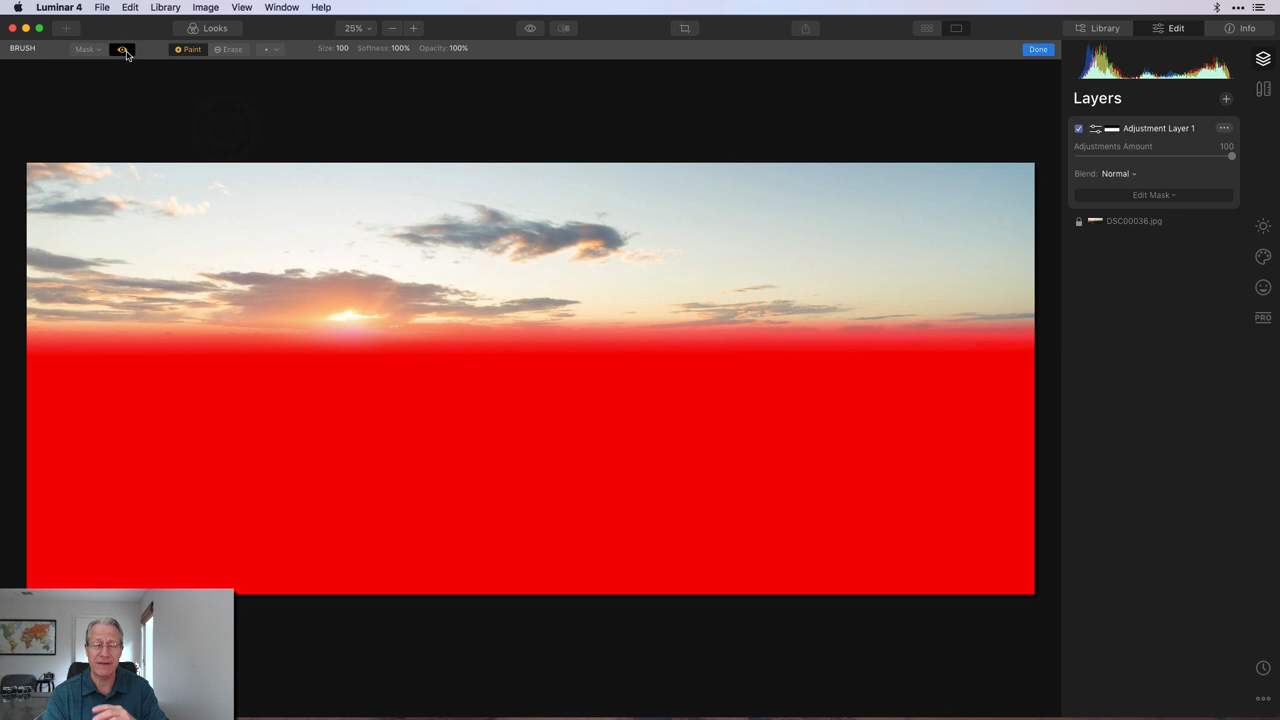 Luminar 4 File Edit Library Image View Window Help
Looks 25% Library Edit Info
BRUSH Mask Paint Erase Size: 100 Softness: 100% Opacity: 100% Done
Layers
Adjustment Layer 1
Adjustments Amount 100
Blend: Normal
Edit Mask
DSC00036.jpg
PRO